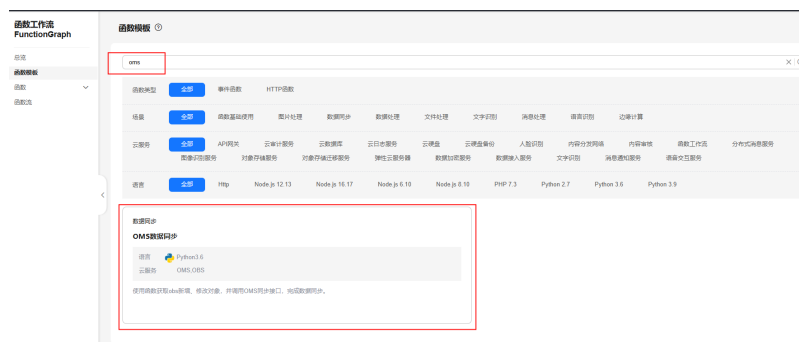 函数工作流
FunctionGraph
总览
函数模板
函数
函数流
函数模板
oms
函数类型 全部 事件函数 HTTP函数
场景 全部 函数基础使用 图片处理 数据同步 数据处理 文件处理 文字识别 消息处理 语音识别 边缘计算
云服务 全部 API网关 云审计服务 云数据库 云日志服务 云硬盘 云硬盘备份 人脸识别 内容分发网络 内容审核 函数工作流 分布式消息服务
图像识别服务 对象存储服务 对象存储迁移服务 弹性云服务器 数据加密服务 数据接入服务 文字识别 消息通知服务 语音交互服务
语言 全部 Http Node.js 12.13 Node.js 16.17 Node.js 6.10 Node.js 8.10 PHP 7.3 Python 2.7 Python 3.6 Python 3.9
数据同步
OMS数据同步
语言 Python3.6
云服务 OMS,OBS
使用函数获取obs新增、修改对象，并调用OMS同步接口，完成数据同步。